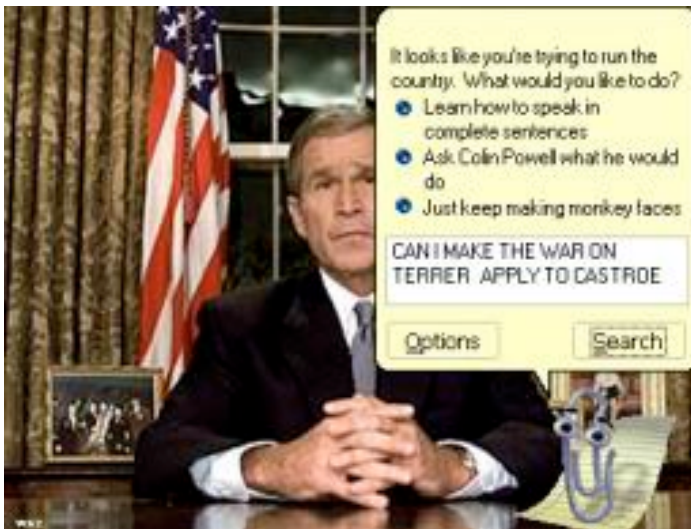 It looks like you're trying to run the
country. What would you like to do?
Learn how to speak in
complete sentences
Ask Colin Powell what he would
do
Just keep making monkey faces
CAN I MAKE THE WAR ON
TERRER APPLY TO CASTROE
Options
Search